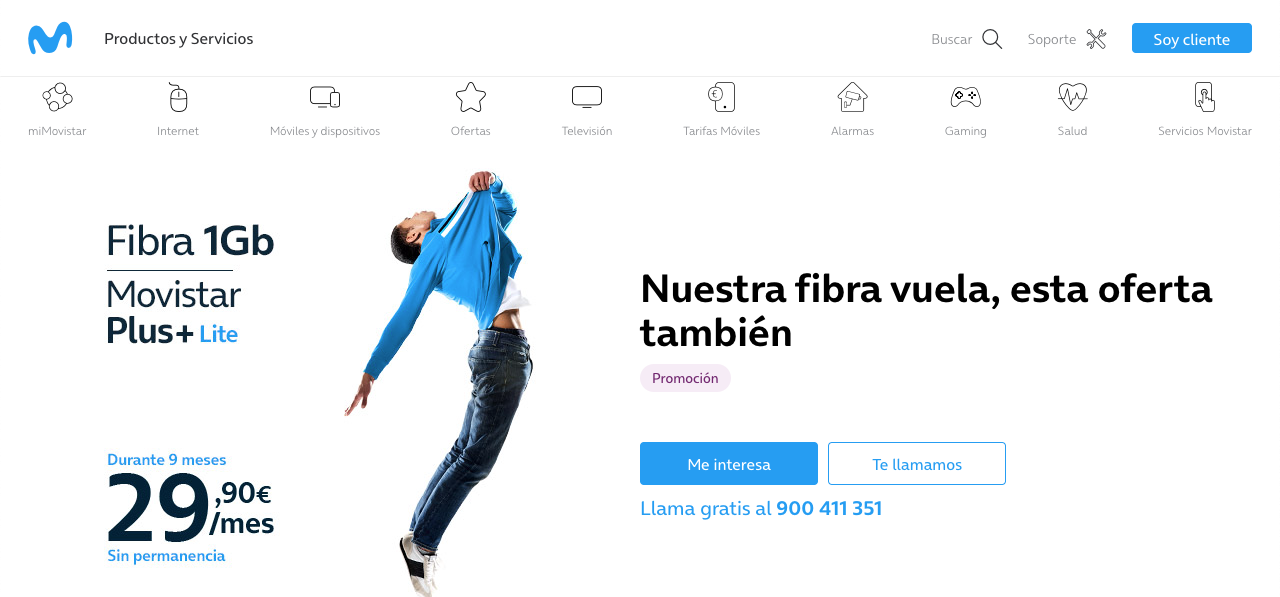 Productos y Servicios
Buscar
Soporte
Soy cliente
miMovistar
Internet
Móviles y dispositivos
Ofertas
Televisión
Tarifas Móviles
Alarmas
Gaming
Salud
Servicios Movistar
Fibra 1Gb
Movistar
Plus+ Lite
Durante 9 meses
29,90€
/mes
Sin permanencia
Nuestra fibra vuela, esta oferta
también
Promoción
Me interesa
Te llamamos
Llama gratis al 900 411 351